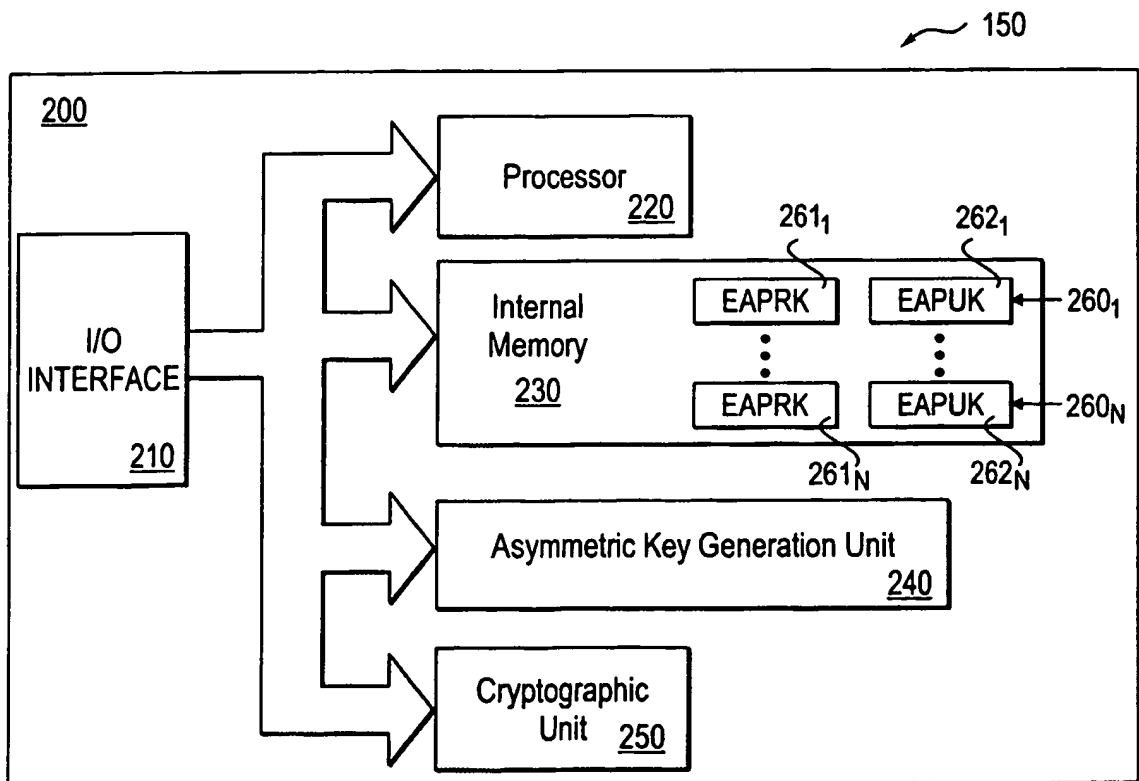 150
200
Processor
220
261₁
262₁
I/O
INTERFACE
210
Internal
Memory
230
EAPRK
EAPUK
260₁
EAPRK
EAPUK
260N
261N
262N
Asymmetric Key Generation Unit
240
Cryptographic
Unit
250